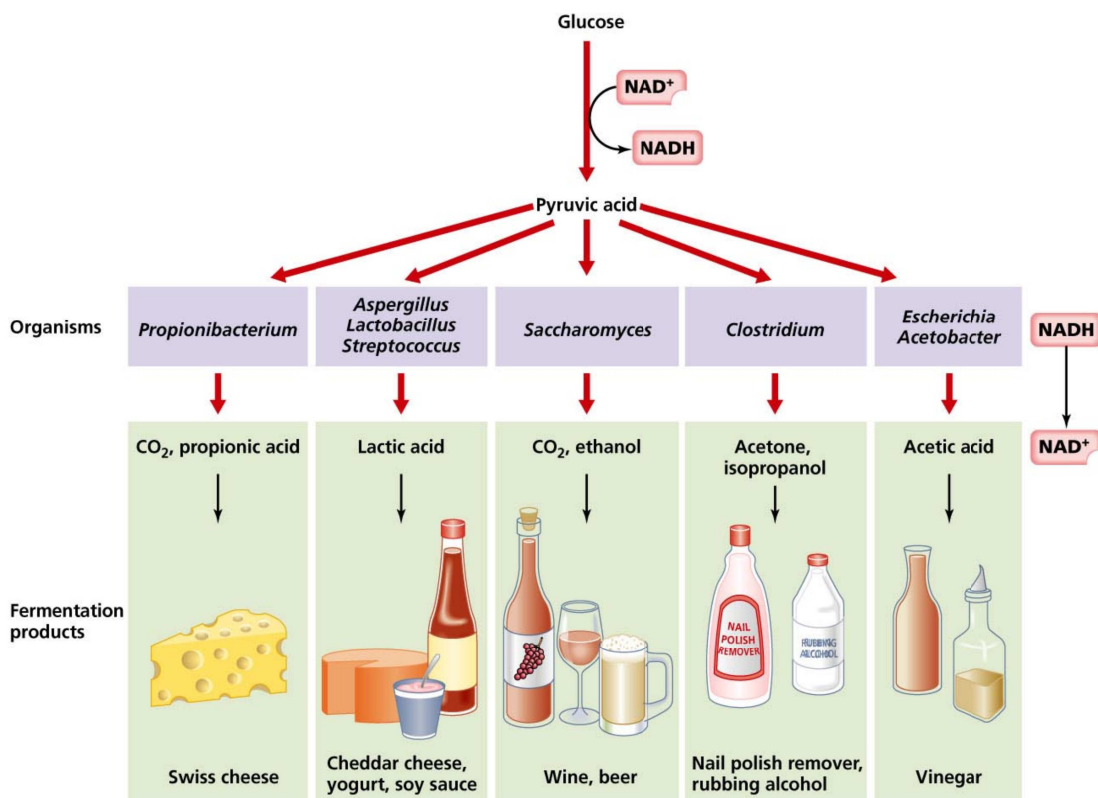 Glucose
NAD⁺
NADH
Pyruvic acid
Organisms
Propionibacterium
Aspergillus
Lactobacillus
Streptococcus
Saccharomyces
Clostridium
Escherichia
Acetobacter
NADH
NAD⁺
CO₂, propionic acid
Lactic acid
CO₂, ethanol
Acetone,
isopropanol
Acetic acid
Fermentation
products
NAIL
POLISH
REMOVER
RUBBING
ALCOHOL
Swiss cheese
Cheddar cheese,
yogurt, soy sauce
Wine, beer
Nail polish remover,
rubbing alcohol
Vinegar